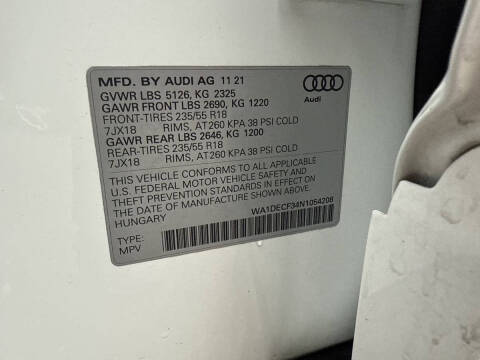 MFD. BY AUDI AG 11 21
GVWR LBS 5126, KG 2325
GAWR FRONT LBS 2690, KG 1220
FRONT-TIRES 235/55 R18
7JX18 RIMS, AT260 KPA 38 PSI COLD
GAWR REAR LBS 2646, KG 1200
REAR-TIRES 235/55 R18
7JX18 RIMS, AT260 KPA 38 PSI COLD
THIS VEHICLE CONFORMS TO ALL APPLICABLE
U.S. FEDERAL MOTOR VEHICLE SAFETY AND
THEFT PREVENTION STANDARDS IN EFFECT ON
THE DATE OF MANUFACTURE SHOWN ABOVE.
HUNGARY
WA1DECF34N1054208
TYPE:
MPV
Audi